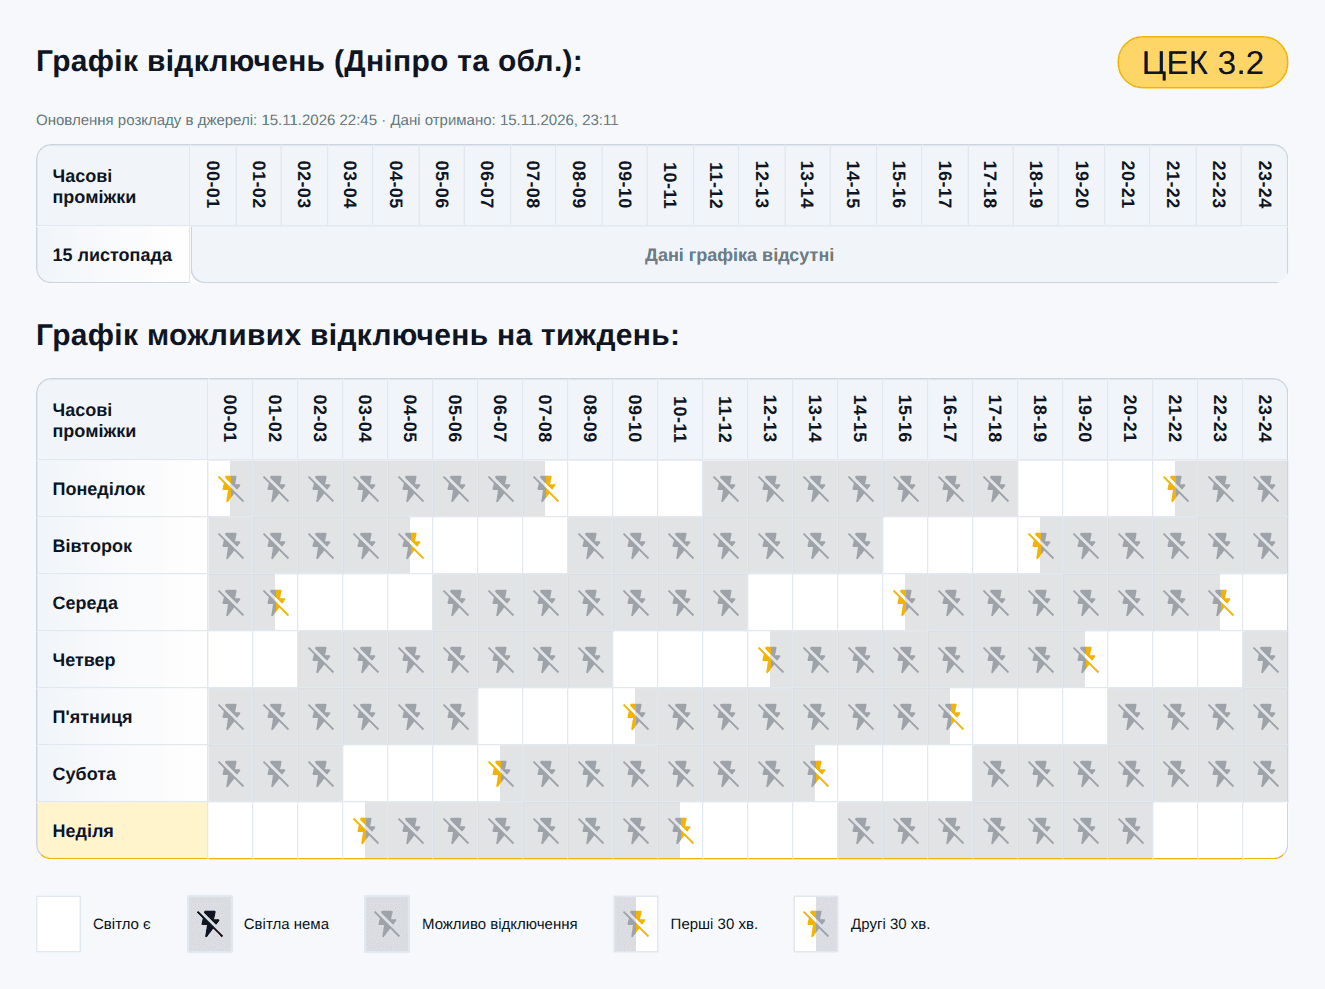 Графік відключень (Дніпро та обл.):
ЦЕК 3.2
Оновлення розкладу в джерелі: 15.11.2026 22:45 · Дані отримано: 15.11.2026, 23:11
Часові проміжки 00-01 01-02 02-03 03-04 04-05 05-06 06-07 07-08 08-09 09-10 10-11 11-12 12-13 13-14 14-15 15-16 16-17 17-18 18-19 19-20 20-21 21-22 22-23 23-24
15 листопада Дані графіка відсутні
Графік можливих відключень на тиждень:
Часові проміжки 00-01 01-02 02-03 03-04 04-05 05-06 06-07 07-08 08-09 09-10 10-11 11-12 12-13 13-14 14-15 15-16 16-17 17-18 18-19 19-20 20-21 21-22 22-23 23-24
Понеділок
Вівторок
Середа
Четвер
П'ятниця
Субота
Неділя
Світло є Світла нема Можливо відключення Перші 30 хв. Другі 30 хв.